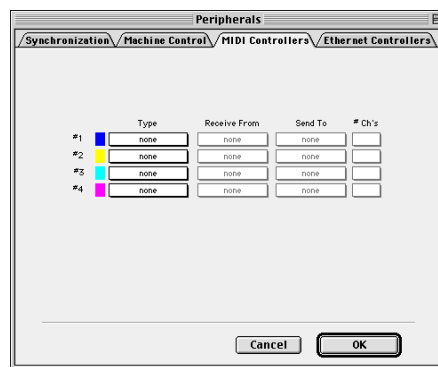 Peripherals
Synchronization Machine Control MIDI Controllers Ethernet Controllers
Type Receive From Send To # Ch's
#1 none none none
#2 none none none
#3 none none none
#4 none none none
Cancel OK